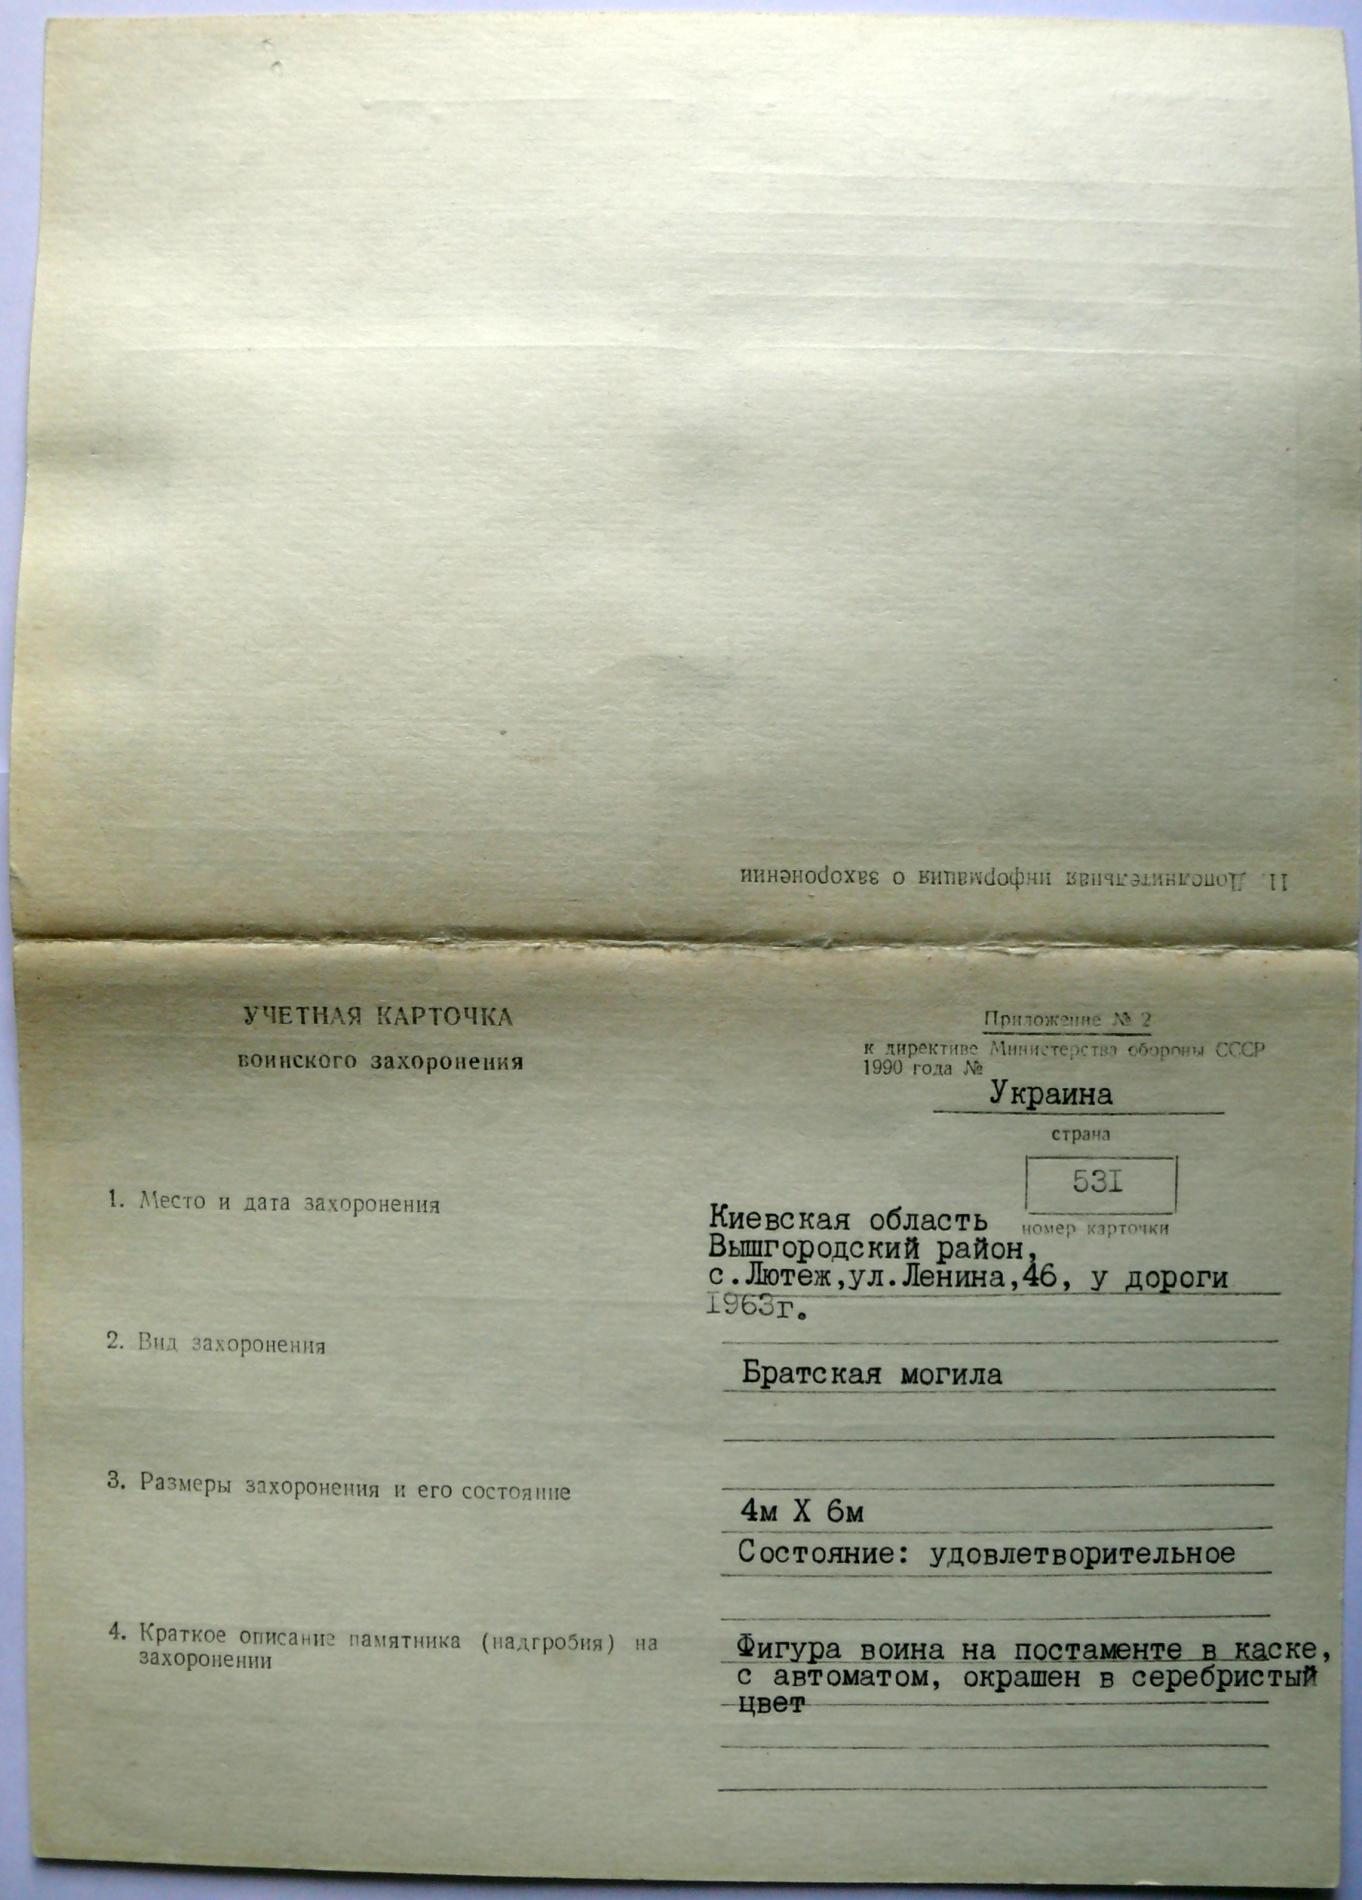 11. Дополнительная информация о захоронении
УЧЕТНАЯ КАРТОЧКА
воинского захоронения
Приложение № 2
к директиве Министерства обороны СССР
1990 года №
Украина
страна
53I
номер карточки
1. Место и дата захоронения
Киевская область
Вышгородский район,
с.Лютеж,ул.Ленина,46, у дороги
I963г.
2. Вид захоронения
Братская могила
3. Размеры захоронения и его состояние
4м X 6м
Состояние: удовлетворительное
4. Краткое описание памятника (надгробия) на
захоронении
Фигура воина на постаменте в каске,
с автоматом, окрашен в серебристый
цвет